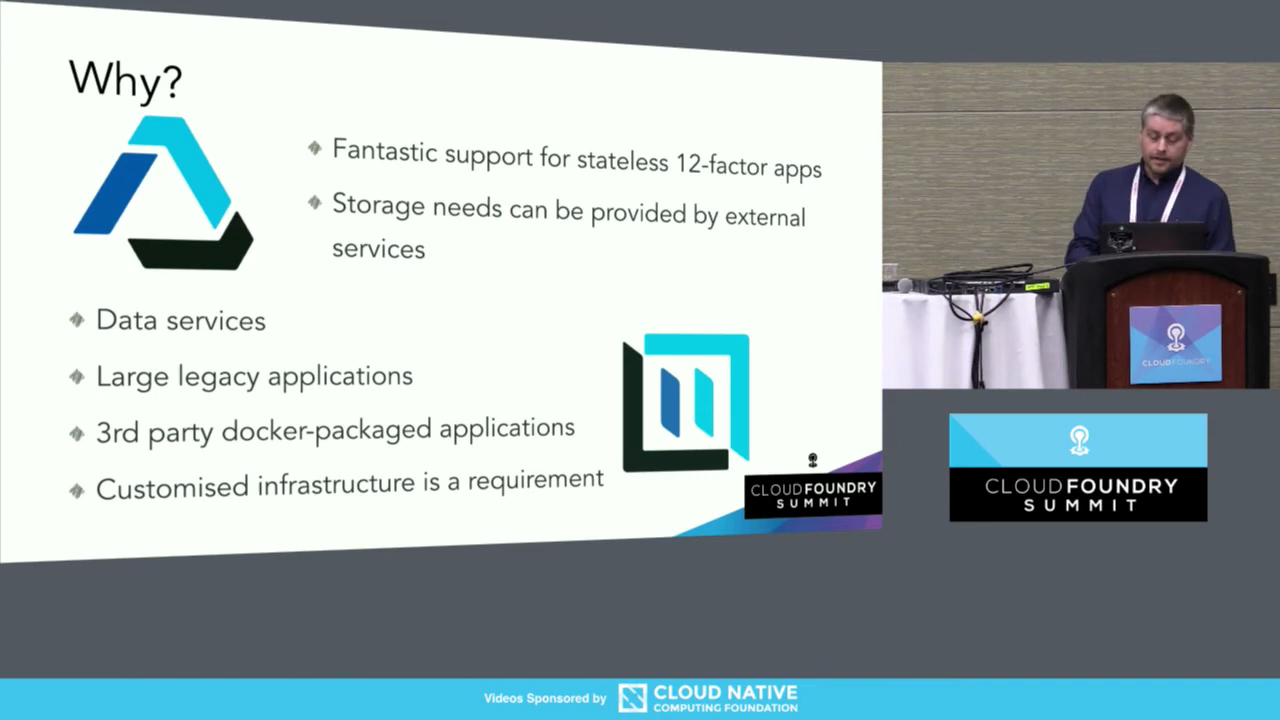 Why?
Fantastic support for stateless 12-factor apps
Storage needs can be provided by external
services
Data services
Large legacy applications
3rd party docker-packaged applications
Customised infrastructure is a requirement
CLOUDFOUNDRY
SUMMIT
CLOUDFOUNDRY
CLOUDFOUNDRY
SUMMIT
Videos Sponsored by
CLOUD NATIVE
COMPUTING FOUNDATION